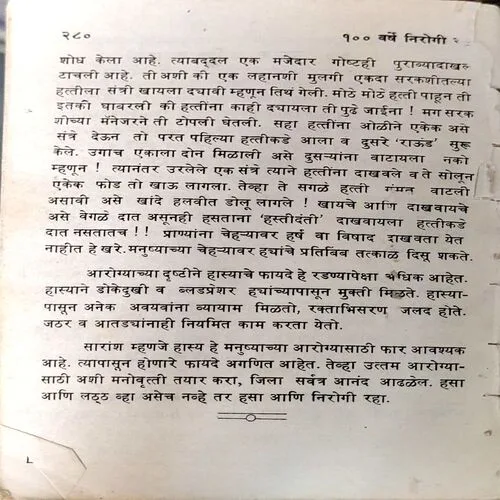 २८०
१०० वर्षे निरोगी
शोध केला आहे. त्याबद्दल एक मजेदार गोष्टही पुराव्यादाखल
टाचली आहे. ती अशी की एक लहानशी मुलगी एकदा सरकशीतल्या
हत्तीला संत्री खायला दयावी म्हणून तिथं गेली. मोठे मोठे हत्ती पाहून ती
इतकी घाबरली की हत्तींना काही दयायला ती पुढे जाईना ! मग सरक
शीच्या मॅनेजरने ती टोपली घेतली. सहा हत्तींना ओळीने एकेक असे
संत्रे देऊन तो परत पहिल्या हत्तीकडे आला व दुसरे 'राऊंड' सुरू
केले. उगाच एकाला दोन मिळाली असे दुसऱ्यांना वाटायला नको
म्हणून ! त्यानंतर उरलेले एक संत्रे त्याने हत्तींना दाखवले व ते सोलून
एकेक फोड तो खाऊ लागला. तेव्हा ते सगळे हत्ती गंमत वाटली
असावी असे खांदे हलवीत डोलू लागले ! खायचे आणि दाखवायचे
असे वेगळे दात असूनही हसताना 'हस्तीदंती' दाखवायला हत्तीकडे
दात नसतातच ! ! प्राण्यांना चेहऱ्यावर हर्ष वा विषाद दाखवता येत
नाहीत हे खरे. मनुष्याच्या चेहऱ्यावर ह्यांचे प्रतिबिंब तत्काळ दिसू शकते.
आरोग्याच्या दृष्टीने हास्याचे फायदे हे रडण्यापेक्षा अधिक आहेत.
हास्याने डोकेदुखी व ब्लडप्रेशर ह्यांच्यापासून मुक्ती मिळते. हास्या-
पासून अनेक अवयवांना व्यायाम मिळतो, रक्ताभिसरण जलद होते.
जठर व आतड्यांनाही नियमित काम करता येतो.
सारांश म्हणजे हास्य हे मनुष्याच्या आरोग्यासाठी फार आवश्यक
आहे. त्यापासून होणारे फायदे अगणित आहेत. तेव्हा उत्तम आरोग्या-
साठी अशी मनोवृत्ती तयार करा, जिला सर्वत्र आनंद आढळेल. हसा
आणि लठ्ठ व्हा असेच नव्हे तर हसा आणि निरोगी रहा.